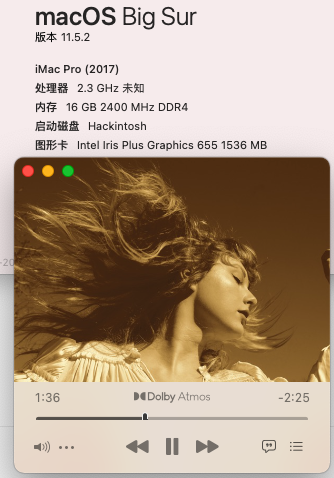 macOS Big Sur
版本 11.5.2
iMac Pro (2017)
处理器 2.3 GHz 未知
内存 16 GB 2400 MHz DDR4
启动磁盘 Hackintosh
图形卡 Intel Iris Plus Graphics 655 1536 MB
1:36
Dolby Atmos
-2:25